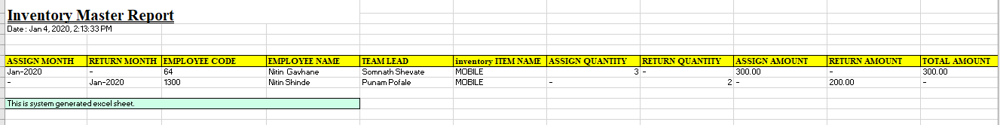 Inventory Master Report
Date : Jan 4, 2020, 2:13:33 PM
ASSIGN MONTH RETURN MONTH EMPLOYEE CODE EMPLOYEE NAME TEAM LEAD inventory ITEM NAME ASSIGN QUANTITY RETURN QUANTITY ASSIGN AMOUNT RETURN AMOUNT TOTAL AMOUNT
Jan-2020 - 64 Nitin Gavhane Somnath Shevate MOBILE 3 - 300.00 - 300.00
- Jan-2020 1300 Nitin Shinde Punam Pofale MOBILE - 2 - 200.00 -
This is system generated excel sheet.